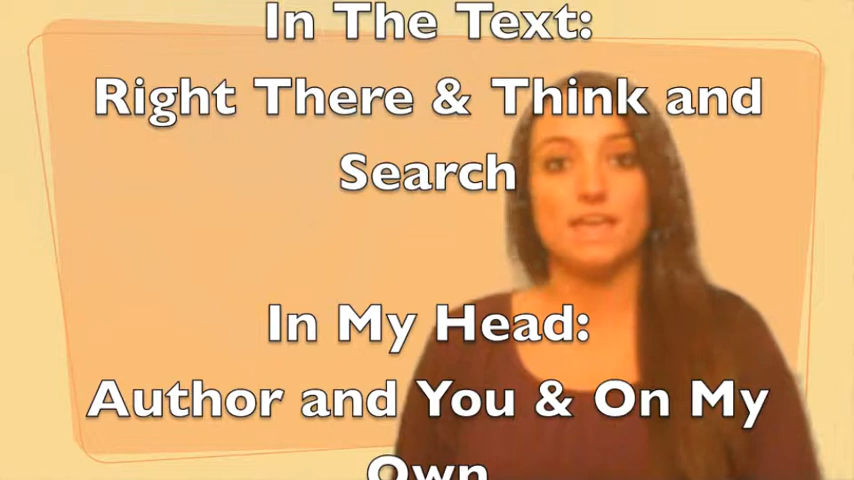 In The Text:
Right There & Think and
Search
In My Head:
Author and You & On My
Own